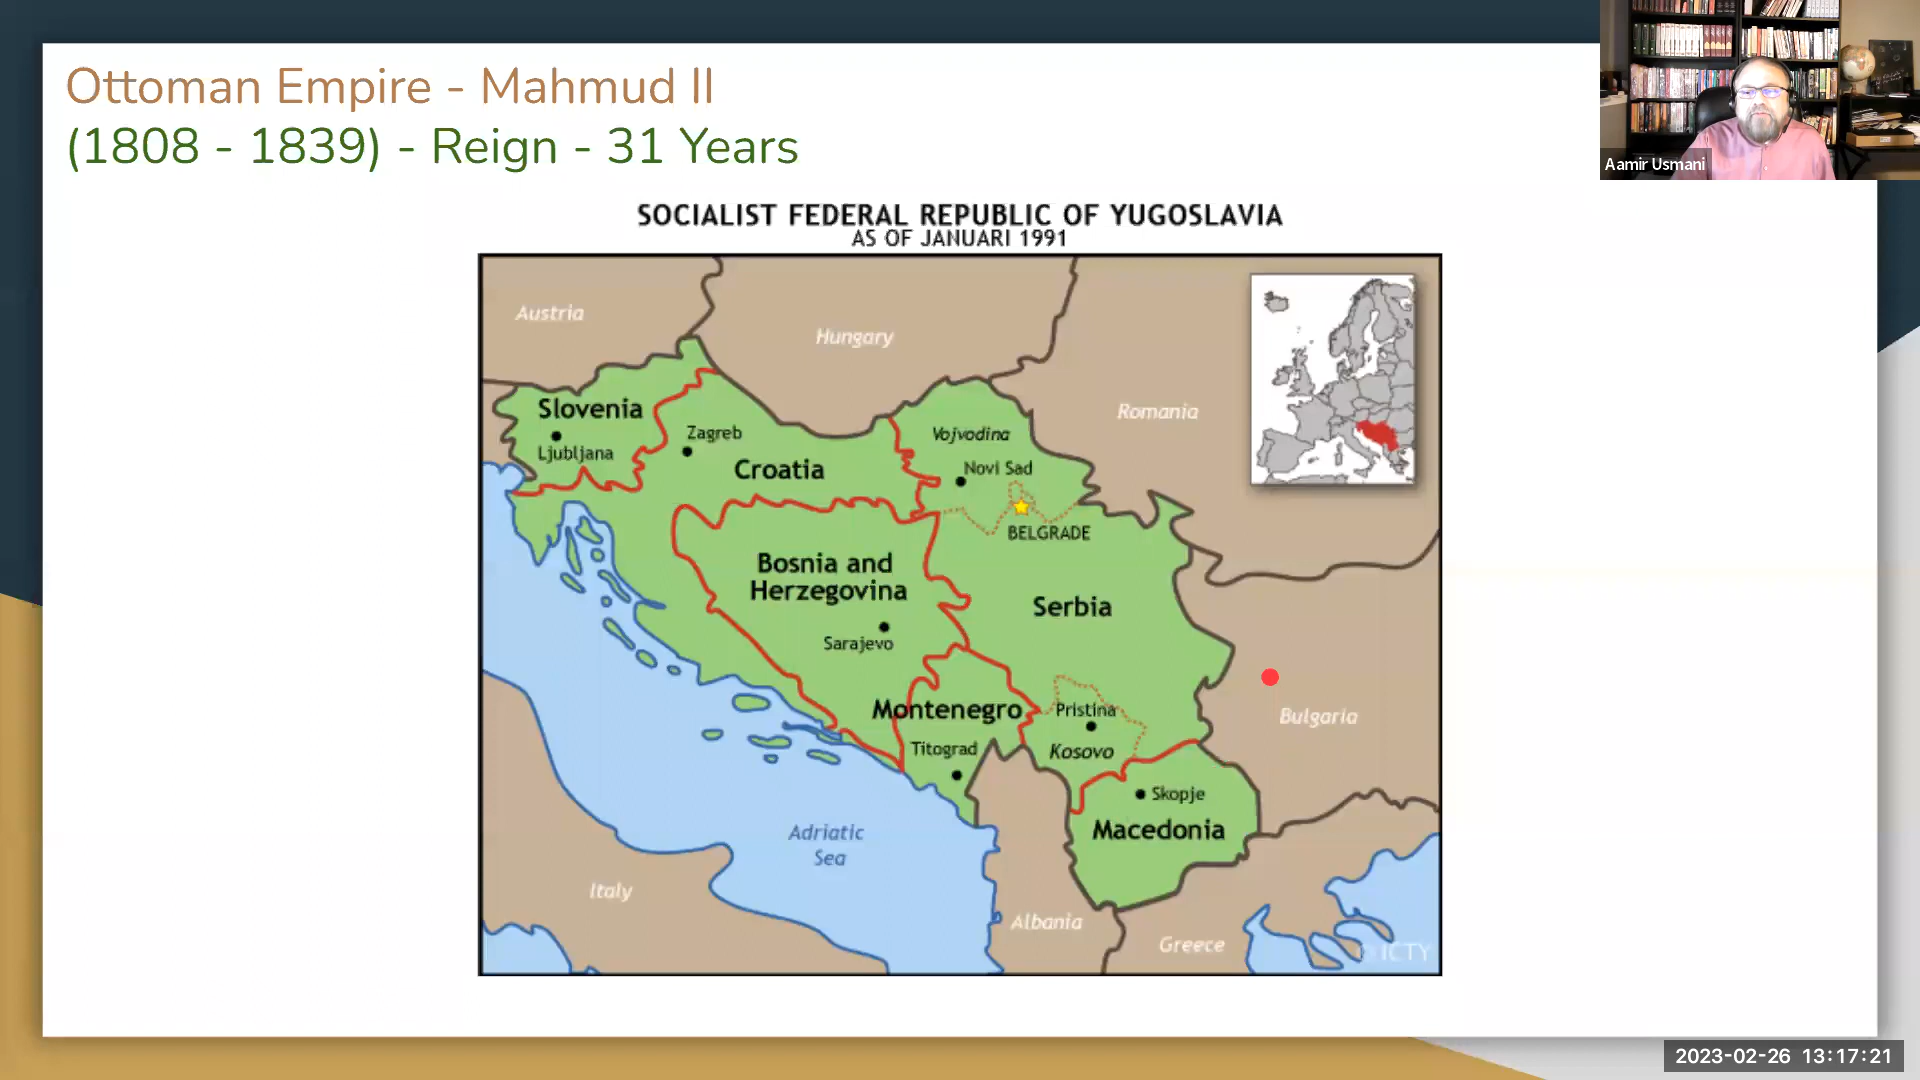 Ottoman Empire - Mahmud II
(1808 - 1839) - Reign - 31 Years
Aamir Usmani
SOCIALIST FEDERAL REPUBLIC OF YUGOSLAVIA
AS OF JANUARI 1991
Austria
Hungary
Romania
Slovenia
Ljubljana
Zagreb
Croatia
Vojvodina
Novi Sad
BELGRADE
Bosnia and
Herzegovina
Sarajevo
Serbia
Montenegro
Titograd
Pristina
Kosovo
Bulgaria
Skopje
Macedonia
Adriatic
Sea
Italy
Albania
Greece
© ICTY
2023-02-26 13:17:21